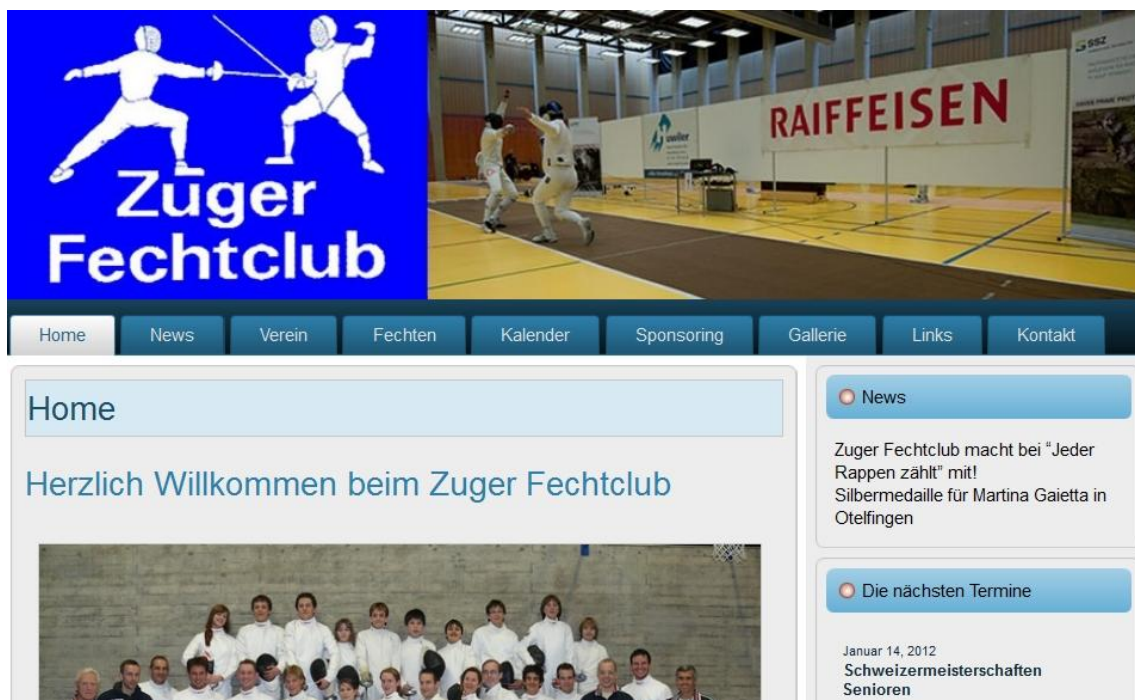 Zuger
Fechtclub
uwiler
RAIFFEISEN
SSZ
Home
News
Verein
Fechten
Kalender
Sponsoring
Gallerie
Links
Kontakt
Home
Herzlich Willkommen beim Zuger Fechtclub
News
Zuger Fechtclub macht bei “Jeder
Rappen zählt” mit!
Silbermedaille für Martina Gaietta in
Otelfingen
Die nächsten Termine
Januar 14, 2012
Schweizermeisterschaften
Senioren